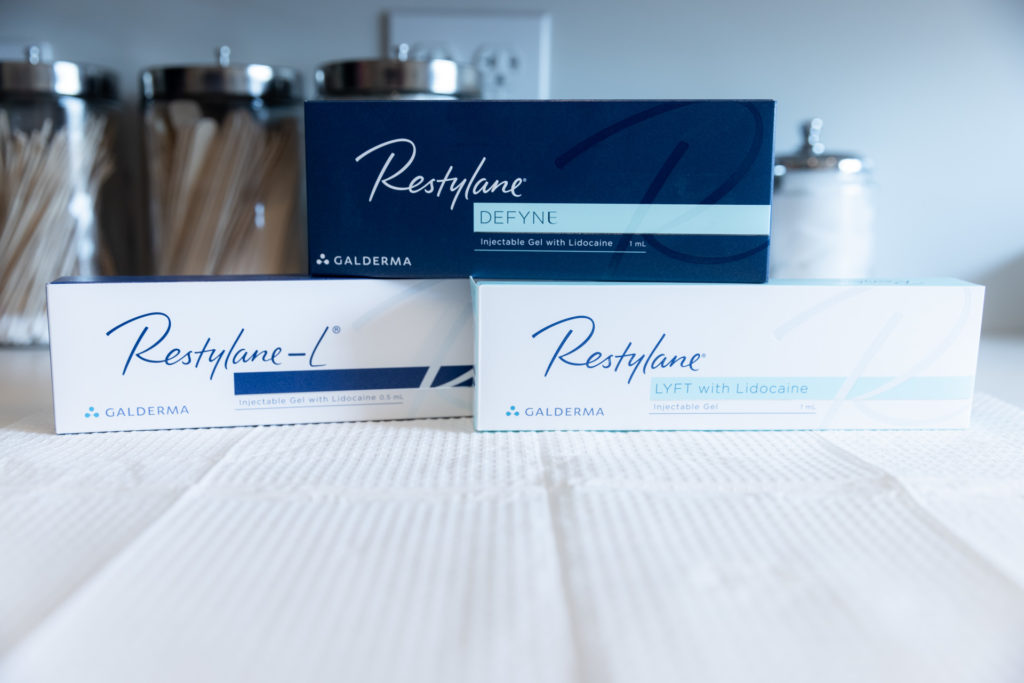 Restylane®
DEFYNE
Injectable Gel with Lidocaine 1 mL
GALDERMA
Restylane-L®
Injectable Gel with Lidocaine 0.5 mL
GALDERMA
Restylane®
LYFT with Lidocaine
Injectable Gel 1 mL
GALDERMA